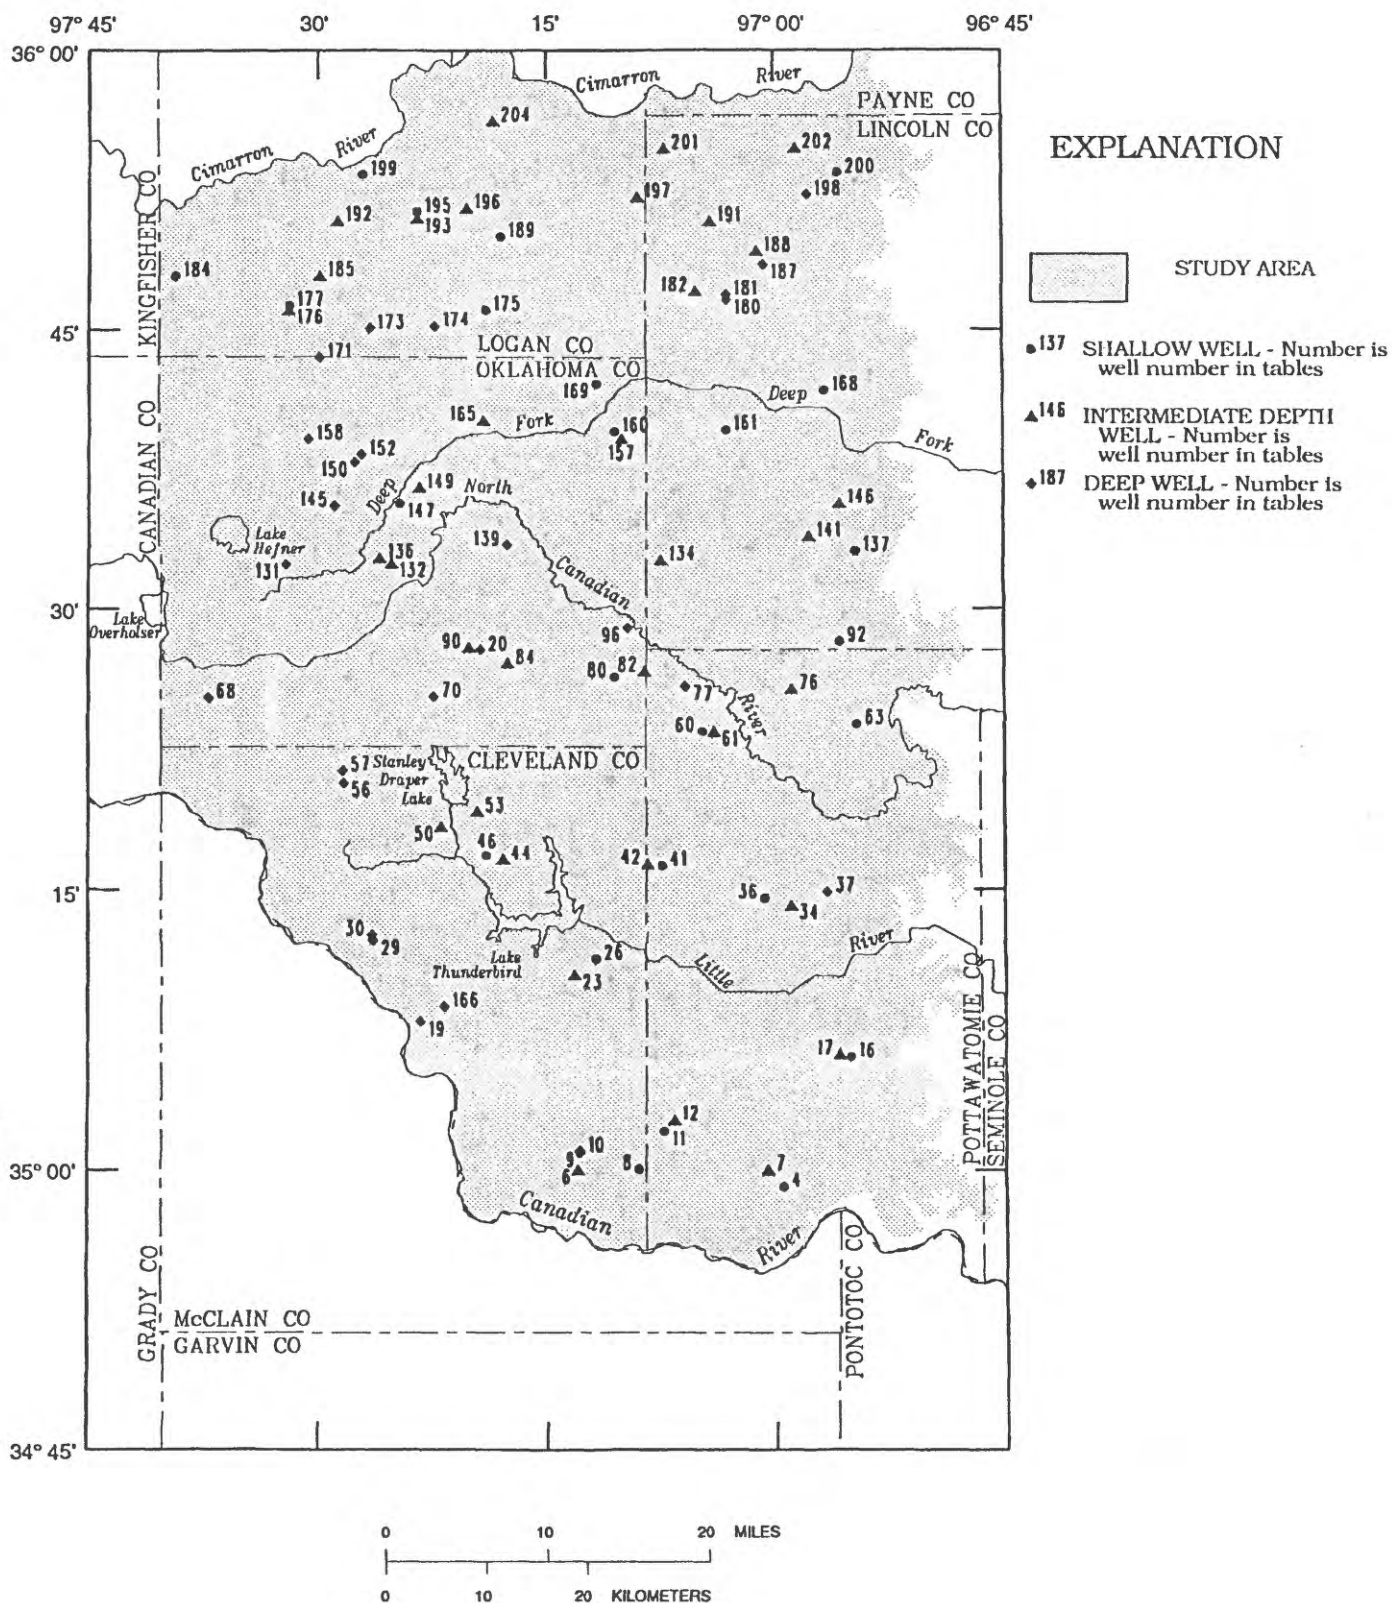 97° 45' 30' 15' 97° 00' 96° 45'
36° 00'
Cimarron River
PAYNE CO
LINCOLN CO
204
201
202
Cimarron River
199
200
198
197
192
195
193
196
191
189
188
187
184
185
182
181
180
177
176
175
173
174
45'
KINGFISHER CO
CANADIAN CO
171
LOGAN CO
OKLAHOMA CO
169
168
Deep
165
Fork
160
161
157
158
152
150
Fork
149
North
145
Deep
147
146
141
Lake
Hefner
139
137
136
134
131
132
Canadian
30'
Lake
Overholser
96
92
90
20
84
80
82
77
76
68
70
River
63
60
61
57
56
Stanley
Draper
Lake
CLEVELAND CO
53
50
46
44
42
41
15'
36
37
34
30
29
Lake
Thunderbird
26
River
23
Little
166
19
17
16
POTTAWATOMIE CO
SEMINOLE CO
12
11
10
9
8
7
6
4
35° 00'
Canadian
River
GRADY CO
McCLAIN CO
GARVIN CO
PONTOTOC CO
34° 45'
EXPLANATION
STUDY AREA
137 SHALLOW WELL - Number is
well number in tables
146 INTERMEDIATE DEPTH
WELL - Number is
well number in tables
187 DEEP WELL - Number is
well number in tables
0 10 20 MILES
0 10 20 KILOMETERS